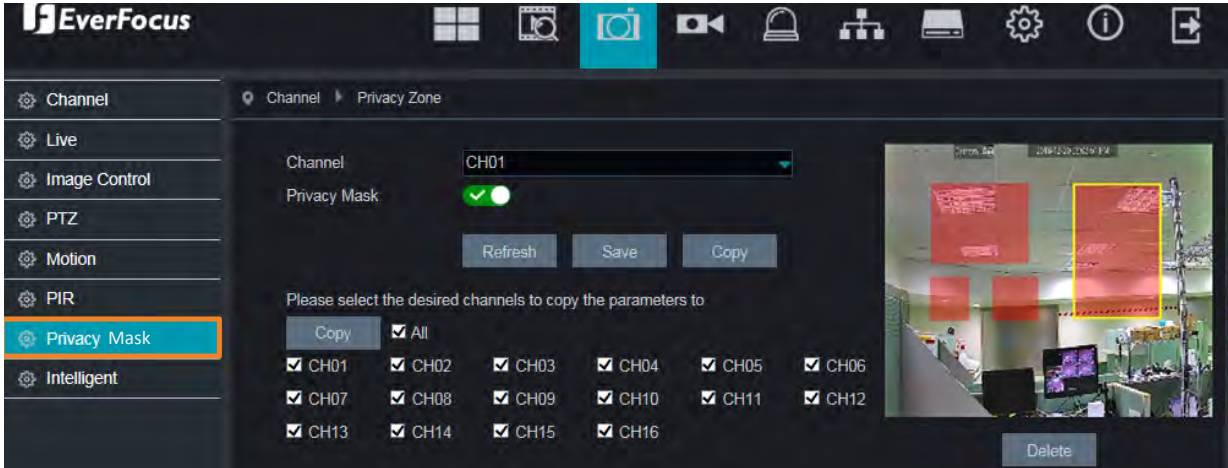 EverFocus
Channel
Live
Image Control
PTZ
Motion
PIR
Privacy Mask
Intelligent
Channel Privacy Zone
Channel CH01
Privacy Mask
Refresh Save Copy
Please select the desired channels to copy the parameters to
Copy All
CH01 CH02 CH03 CH04 CH05 CH06
CH07 CH08 CH09 CH10 CH11 CH12
CH13 CH14 CH15 CH16
Delete